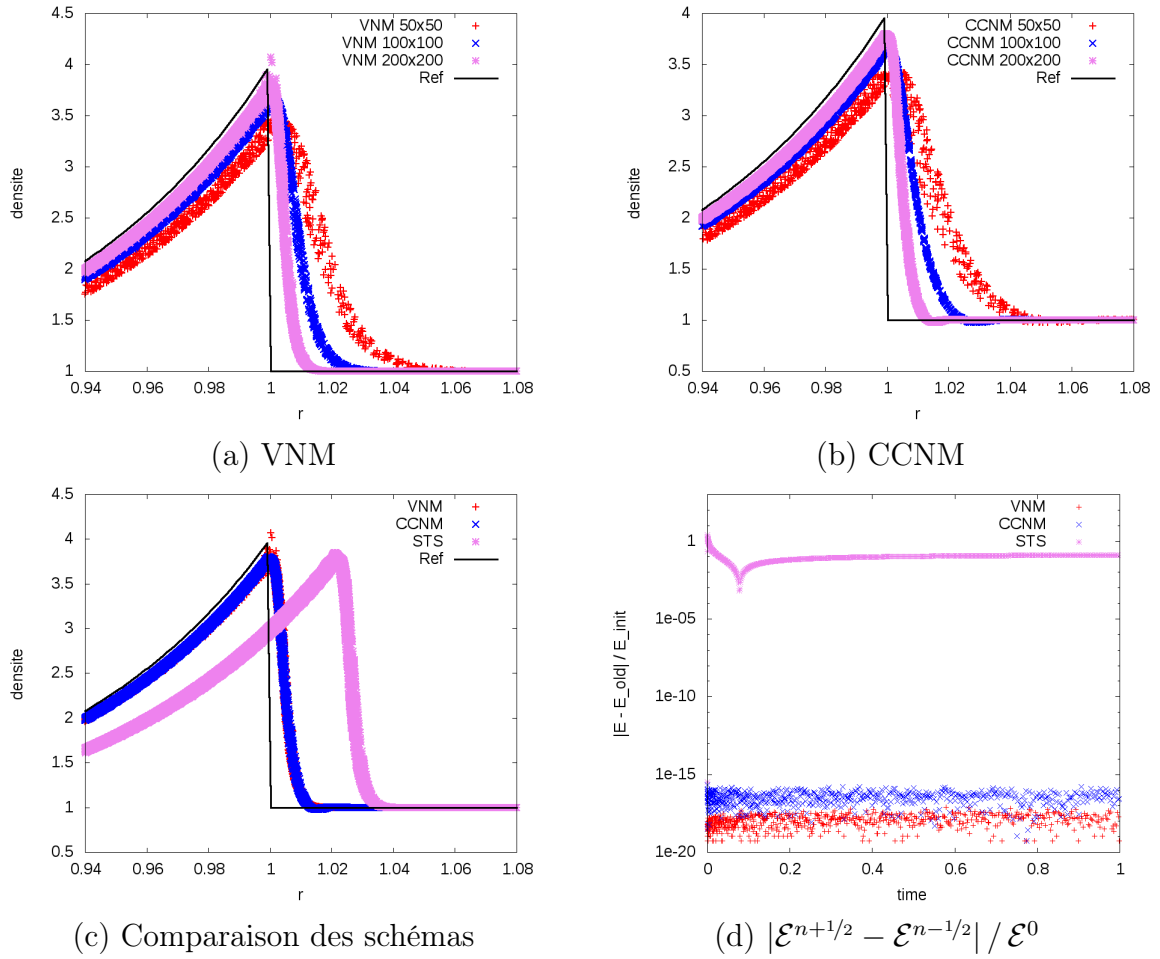 4.5
4
3.5
3
2.5
2
1.5
1
densite
0.94 0.96 0.98 1 1.02 1.04 1.06 1.08
r
VNM 50x50
VNM 100x100
VNM 200x200
Ref
(a) VNM
4
3.5
3
2.5
2
1.5
1
0.5
densite
0.94 0.96 0.98 1 1.02 1.04 1.06 1.08
r
CCNM 50x50
CCNM 100x100
CCNM 200x200
Ref
(b) CCNM
4.5
4
3.5
3
2.5
2
1.5
1
0.5
densite
0.94 0.96 0.98 1 1.02 1.04 1.06 1.08
r
VNM
CCNM
STS
Ref
(c) Comparaison des schémas
1
1e-05
1e-10
1e-15
1e-20
|E - E_old| / E_init
0 0.2 0.4 0.6 0.8 1
time
VNM
CCNM
STS
(d) |ℰ^{n+1/2} − ℰ^{n−1/2}| / ℰ^0